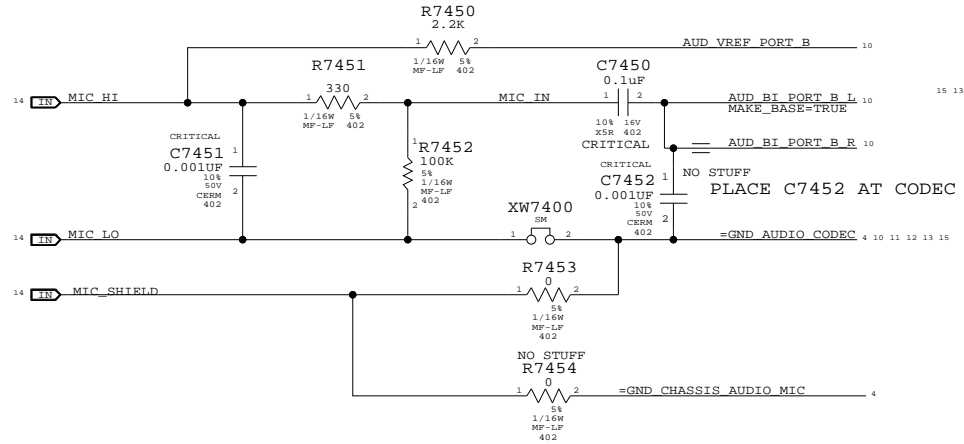 R7450
2.2K
1 2
1/16W 5%
MF-LF 402
AUD_VREF_PORT_B 10
R7451
330
1 2
1/16W 5%
MF-LF 402
C7450
0.1uF
1 2
10% 16V
X5R 402
CRITICAL
14 IN MIC_HI
MIC_IN
AUD_BI_PORT_B_L 10
MAKE_BASE=TRUE
15 13
AUD_BI_PORT_B_R 10
CRITICAL
C7451
0.001UF
10%
50V
CERM
402
1
2
R7452
100K
5%
1/16W
MF-LF
402
1
2
CRITICAL
C7452
0.001UF
10%
50V
CERM
402
1
2
NO STUFF
PLACE C7452 AT CODEC
XW7400
SM
1 2
14 IN MIC_LO
=GND_AUDIO_CODEC 4 10 11 12 13 15
R7453
0
1 2
5%
1/16W
MF-LF
402
14 IN MIC_SHIELD
NO STUFF
R7454
0
1 2
5%
1/16W
MF-LF
402
=GND_CHASSIS_AUDIO_MIC 4